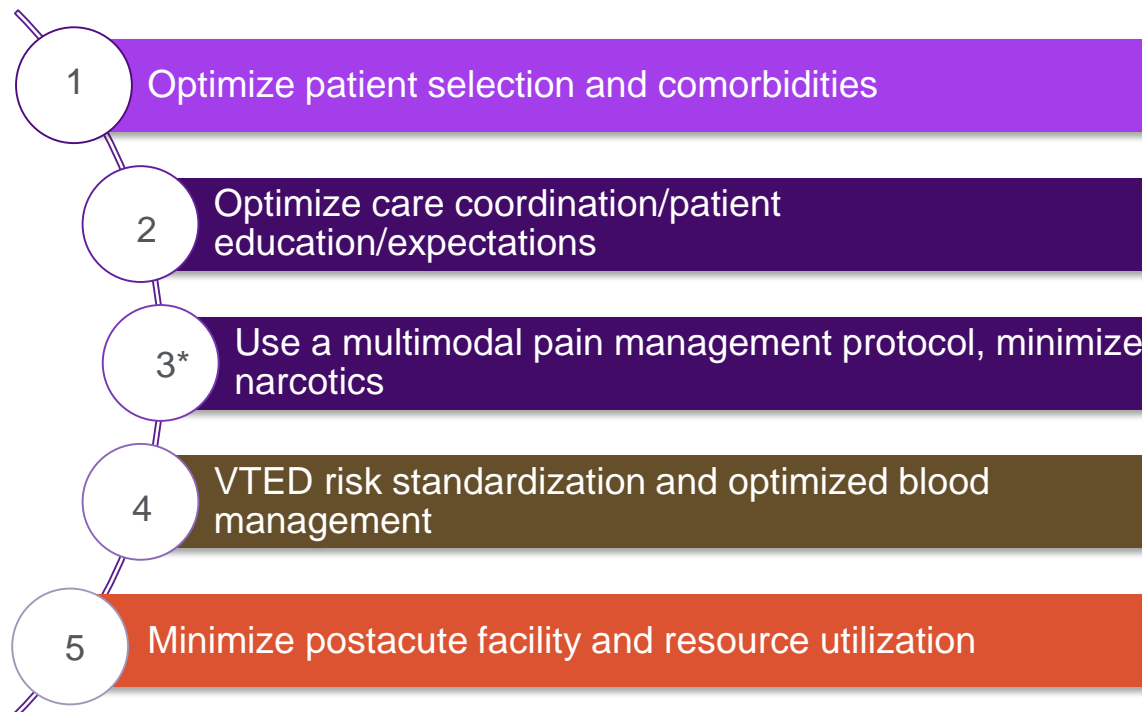 1
Optimize patient selection and comorbidities
2
Optimize care coordination/patient
education/expectations
3*
Use a multimodal pain management protocol, minimize
narcotics
4
VTED risk standardization and optimized blood
management
5
Minimize postacute facility and resource utilization